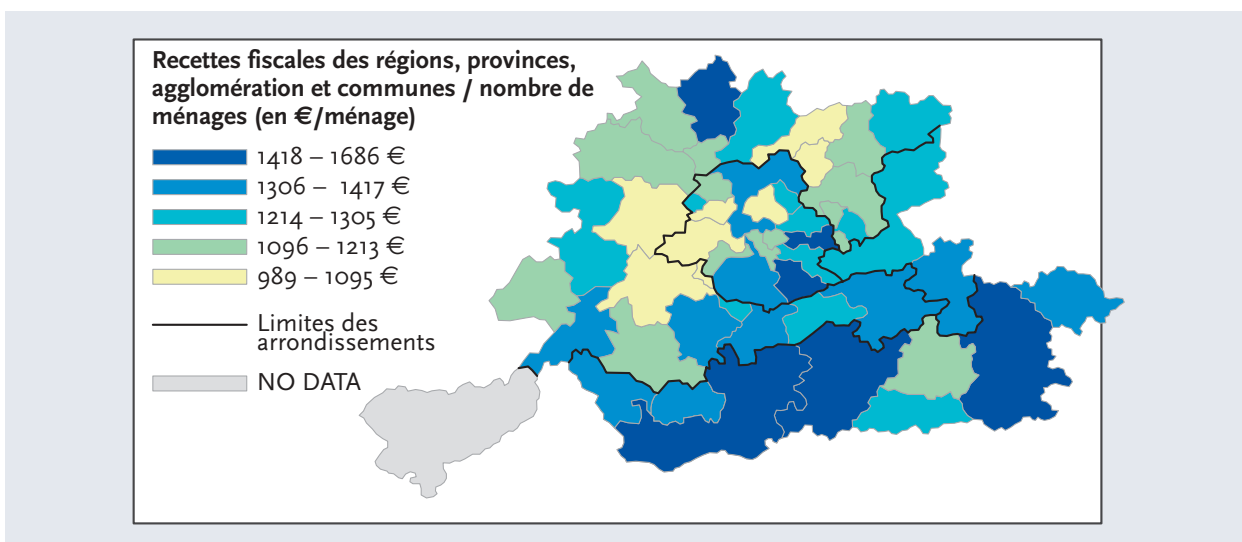 Recettes fiscales des régions, provinces,
agglomération et communes / nombre de
ménages (en €/ménage)
1418 – 1686 €
1306 – 1417 €
1214 – 1305 €
1096 – 1213 €
989 – 1095 €
Limites des
arrondissements
NO DATA